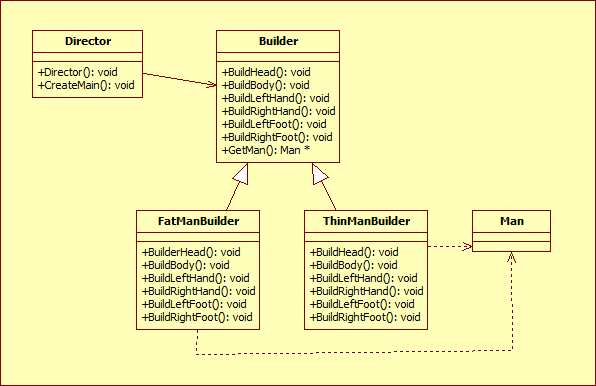 Director
+Director(): void
+CreateMain(): void
Builder
+BuildHead(): void
+BuildBody(): void
+BuildLeftHand(): void
+BuildRightHand(): void
+BuildLeftFoot(): void
+BuildRightFoot(): void
+GetMan(): Man *
FatManBuilder
+BuilderHead(): void
+BuildBody(): void
+BuildLeftHand(): void
+BuildRightHand(): void
+BuildLeftFoot(): void
+BuildRightFoot(): void
ThinManBuilder
+BuildHead(): void
+BuildBody(): void
+BuildLeftHand(): void
+BuildRightHand(): void
+BuildLeftFoot(): void
+BuildRightFoot(): void
Man